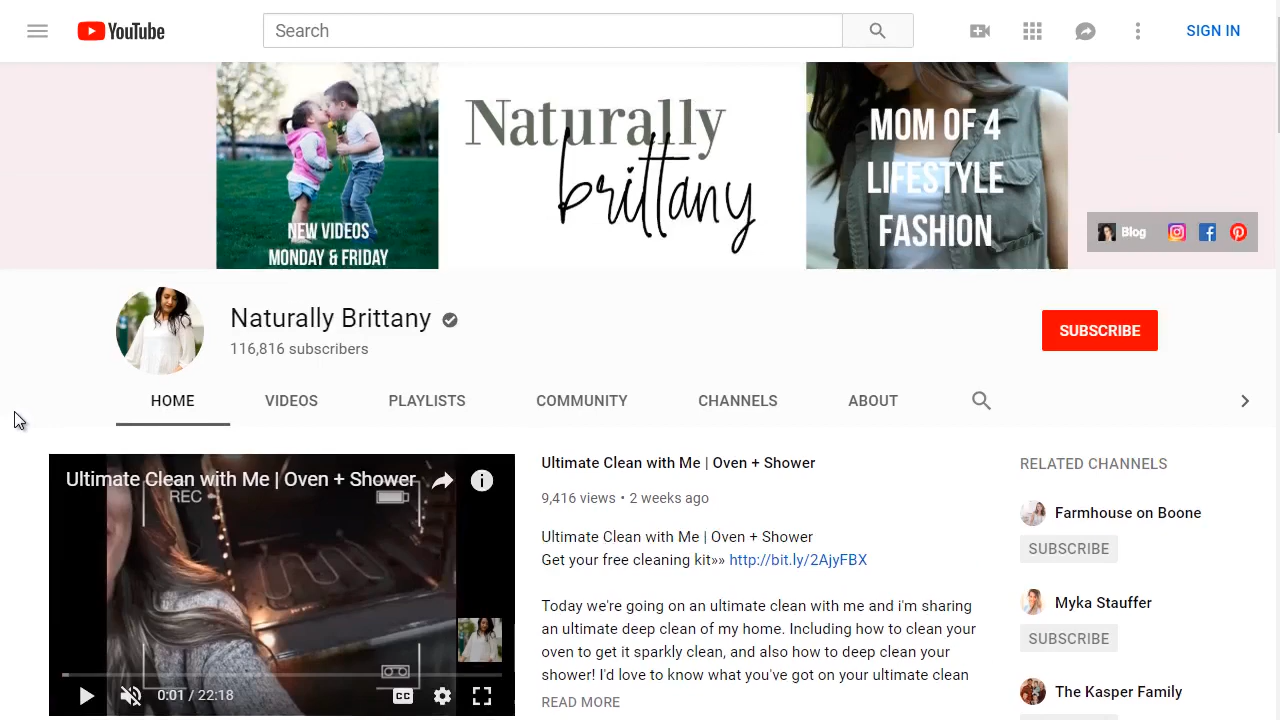 YouTube
Search
SIGN IN
NEW VIDEOS
MONDAY & FRIDAY
Naturally
brittany
MOM OF 4
LIFESTYLE
FASHION
Blog
Naturally Brittany
116,816 subscribers
SUBSCRIBE
HOME
VIDEOS
PLAYLISTS
COMMUNITY
CHANNELS
ABOUT
Ultimate Clean with Me | Oven + Shower
REC
0:01 / 22:18
CC
Ultimate Clean with Me | Oven + Shower
9,416 views • 2 weeks ago
Ultimate Clean with Me | Oven + Shower
Get your free cleaning kit»» http://bit.ly/2AjyFBX
Today we're going on an ultimate clean with me and i'm sharing
an ultimate deep clean of my home. Including how to clean your
oven to get it sparkly clean, and also how to deep clean your
shower! I'd love to know what you've got on your ultimate clean
READ MORE
RELATED CHANNELS
Farmhouse on Boone
SUBSCRIBE
Myka Stauffer
SUBSCRIBE
The Kasper Family